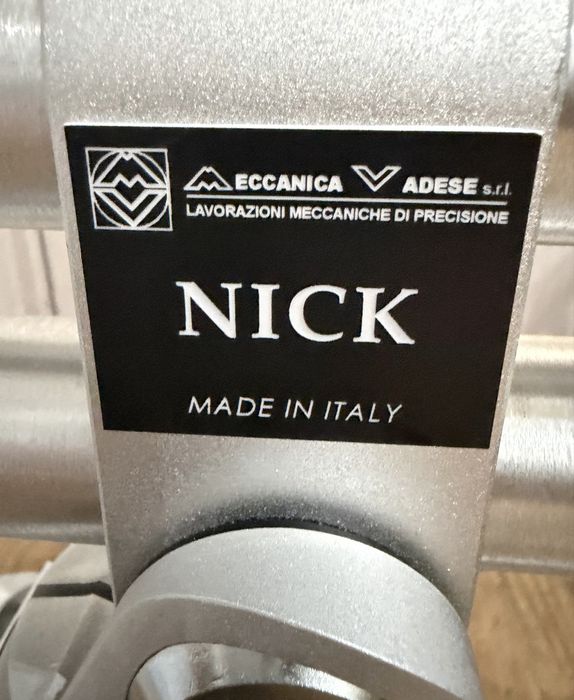 MECCANICA VADESE s.r.l.
LAVORAZIONI MECCANICHE DI PRECISIONE
NICK
MADE IN ITALY